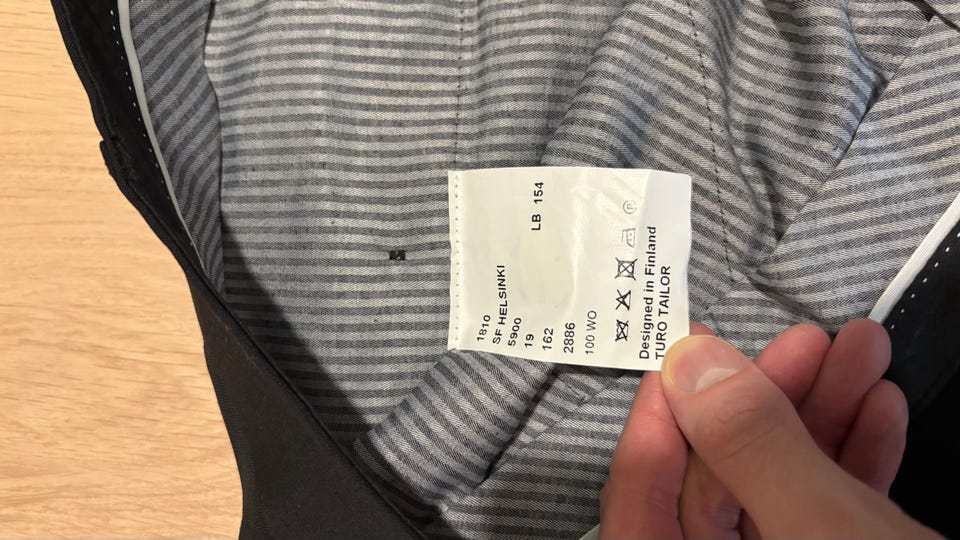 1810
SF HELSINKI
5900
LB 154
19
162
2886
100 WO
P
Designed in Finland
TURO TAILOR